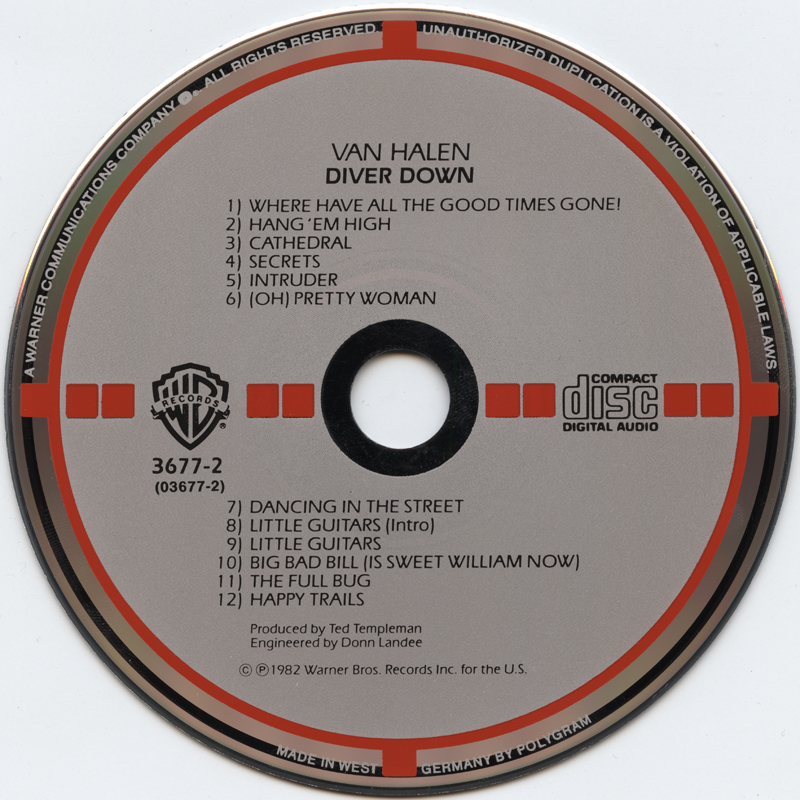 A WARNER COMMUNICATIONS COMPANY ALL RIGHTS RESERVED
UNAUTHORIZED DUPLICATION IS A VIOLATION OF APPLICABLE LAWS.
VAN HALEN
DIVER DOWN
1) WHERE HAVE ALL THE GOOD TIMES GONE!
2) HANG 'EM HIGH
3) CATHEDRAL
4) SECRETS
5) INTRUDER
6) (OH) PRETTY WOMAN
WB
RECORDS
®
COMPACT
disc
DIGITAL AUDIO
3677-2
(03677-2)
7) DANCING IN THE STREET
8) LITTLE GUITARS (Intro)
9) LITTLE GUITARS
10) BIG BAD BILL (IS SWEET WILLIAM NOW)
11) THE FULL BUG
12) HAPPY TRAILS
Produced by Ted Templeman
Engineered by Donn Landee
© ℗ 1982 Warner Bros. Records Inc. for the U.S.
MADE IN WEST GERMANY BY POLYGRAM